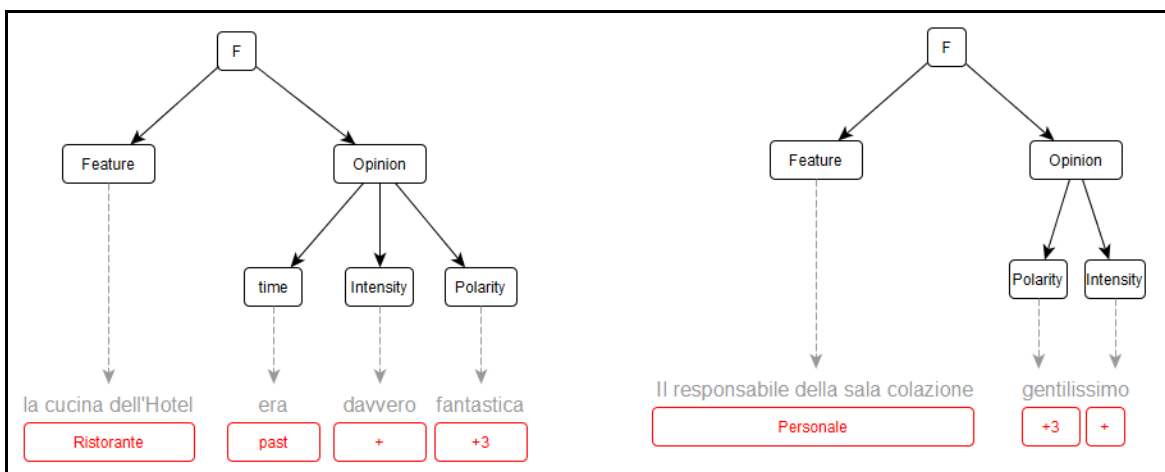 F
Feature
Opinion
time
Intensity
Polarity
la cucina dell'Hotel
era
davvero
fantastica
Ristorante
past
+
+3
F
Feature
Opinion
Polarity
Intensity
Il responsabile della sala colazione
gentilissimo
Personale
+3
+